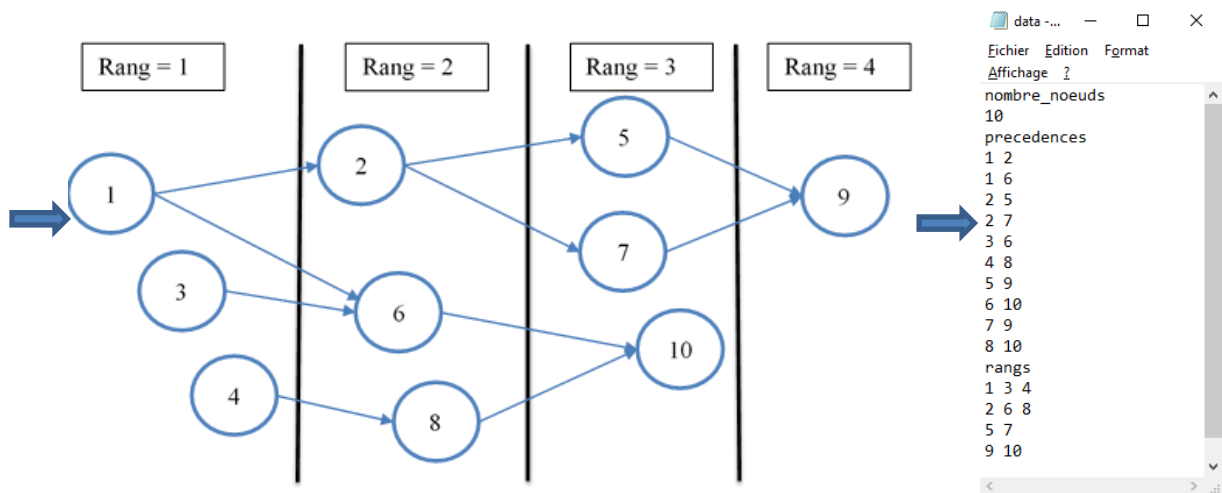 Rang = 1
Rang = 2
Rang = 3
Rang = 4
1
2
5
9
3
6
7
4
8
10
data -...
Fichier Edition Format
Affichage ?
nombre_noeuds
10
precedences
1 2
1 6
2 5
2 7
3 6
4 8
5 9
6 10
7 9
8 10
rangs
1 3 4
2 6 8
5 7
9 10